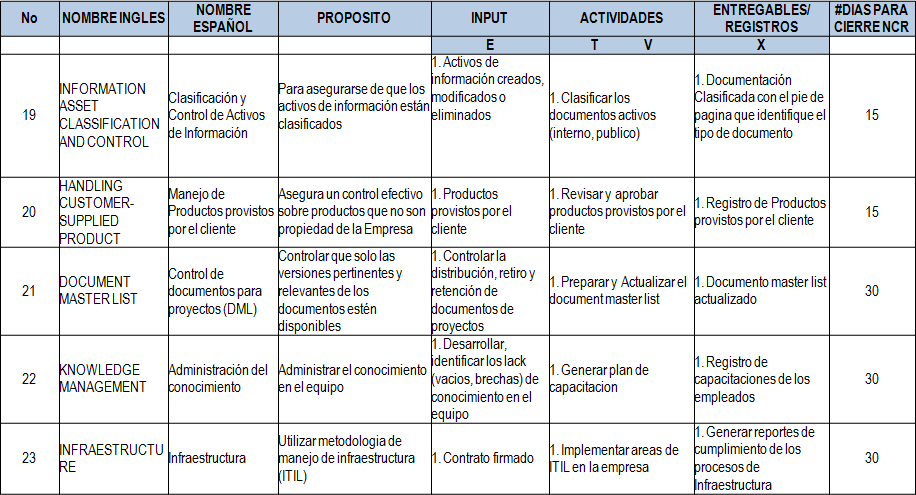 No
NOMBRE INGLES
NOMBRE
ESPAÑOL
PROPOSITO
INPUT
ACTIVIDADES
ENTREGABLES/
REGISTROS
#DIAS PARA
CIERRE NCR
E
T V
X
19
INFORMATION
ASSET
CLASSIFICATION
AND CONTROL
Clasificación y
Control de Activos
de Información
Para asegurarse de que los
activos de información están
clasificados
1. Activos de
información creados,
modificados o
eliminados
1. Clasificar los
documentos activos
(interno, publico)
1. Documentación
Clasificada con el pie de
pagina que identifique el
tipo de documento
15
20
HANDLING
CUSTOMER-
SUPPLIED
PRODUCT
Manejo de
Productos provistos
por el cliente
Asegura un control efectivo
sobre productos que no son
propiedad de la Empresa
1. Productos
provistos por el
cliente
1. Revisar y aprobar
productos provistos por el
cliente
1. Registro de Productos
provistos por el cliente
15
21
DOCUMENT
MASTER LIST
Control de
documentos para
proyectos (DML)
Controlar que solo las
versiones pertinentes y
relevantes de los
documentos estén
disponibles
1. Controlar la
distribución, retiro y
retención de
documentos de
proyectos
1. Preparar y Actualizar el
document master list
1. Documento master list
actualizado
30
22
KNOWLEDGE
MANAGEMENT
Administración del
conocimiento
Administrar el conocimiento
en el equipo
1. Desarrollar,
identificar los lack
(vacios, brechas) de
conocimiento en el
equipo
1. Generar plan de
capacitacion
1. Registro de
capacitaciones de los
empleados
30
23
INFRAESTRUCTU
RE
Infraestructura
Utilizar metodologia de
manejo de infraestructura
(ITIL)
1. Contrato firmado
1. Implementar areas de
ITIL en la empresa
1. Generar reportes de
cumplimiento de los
procesos de
Infraestructura
30